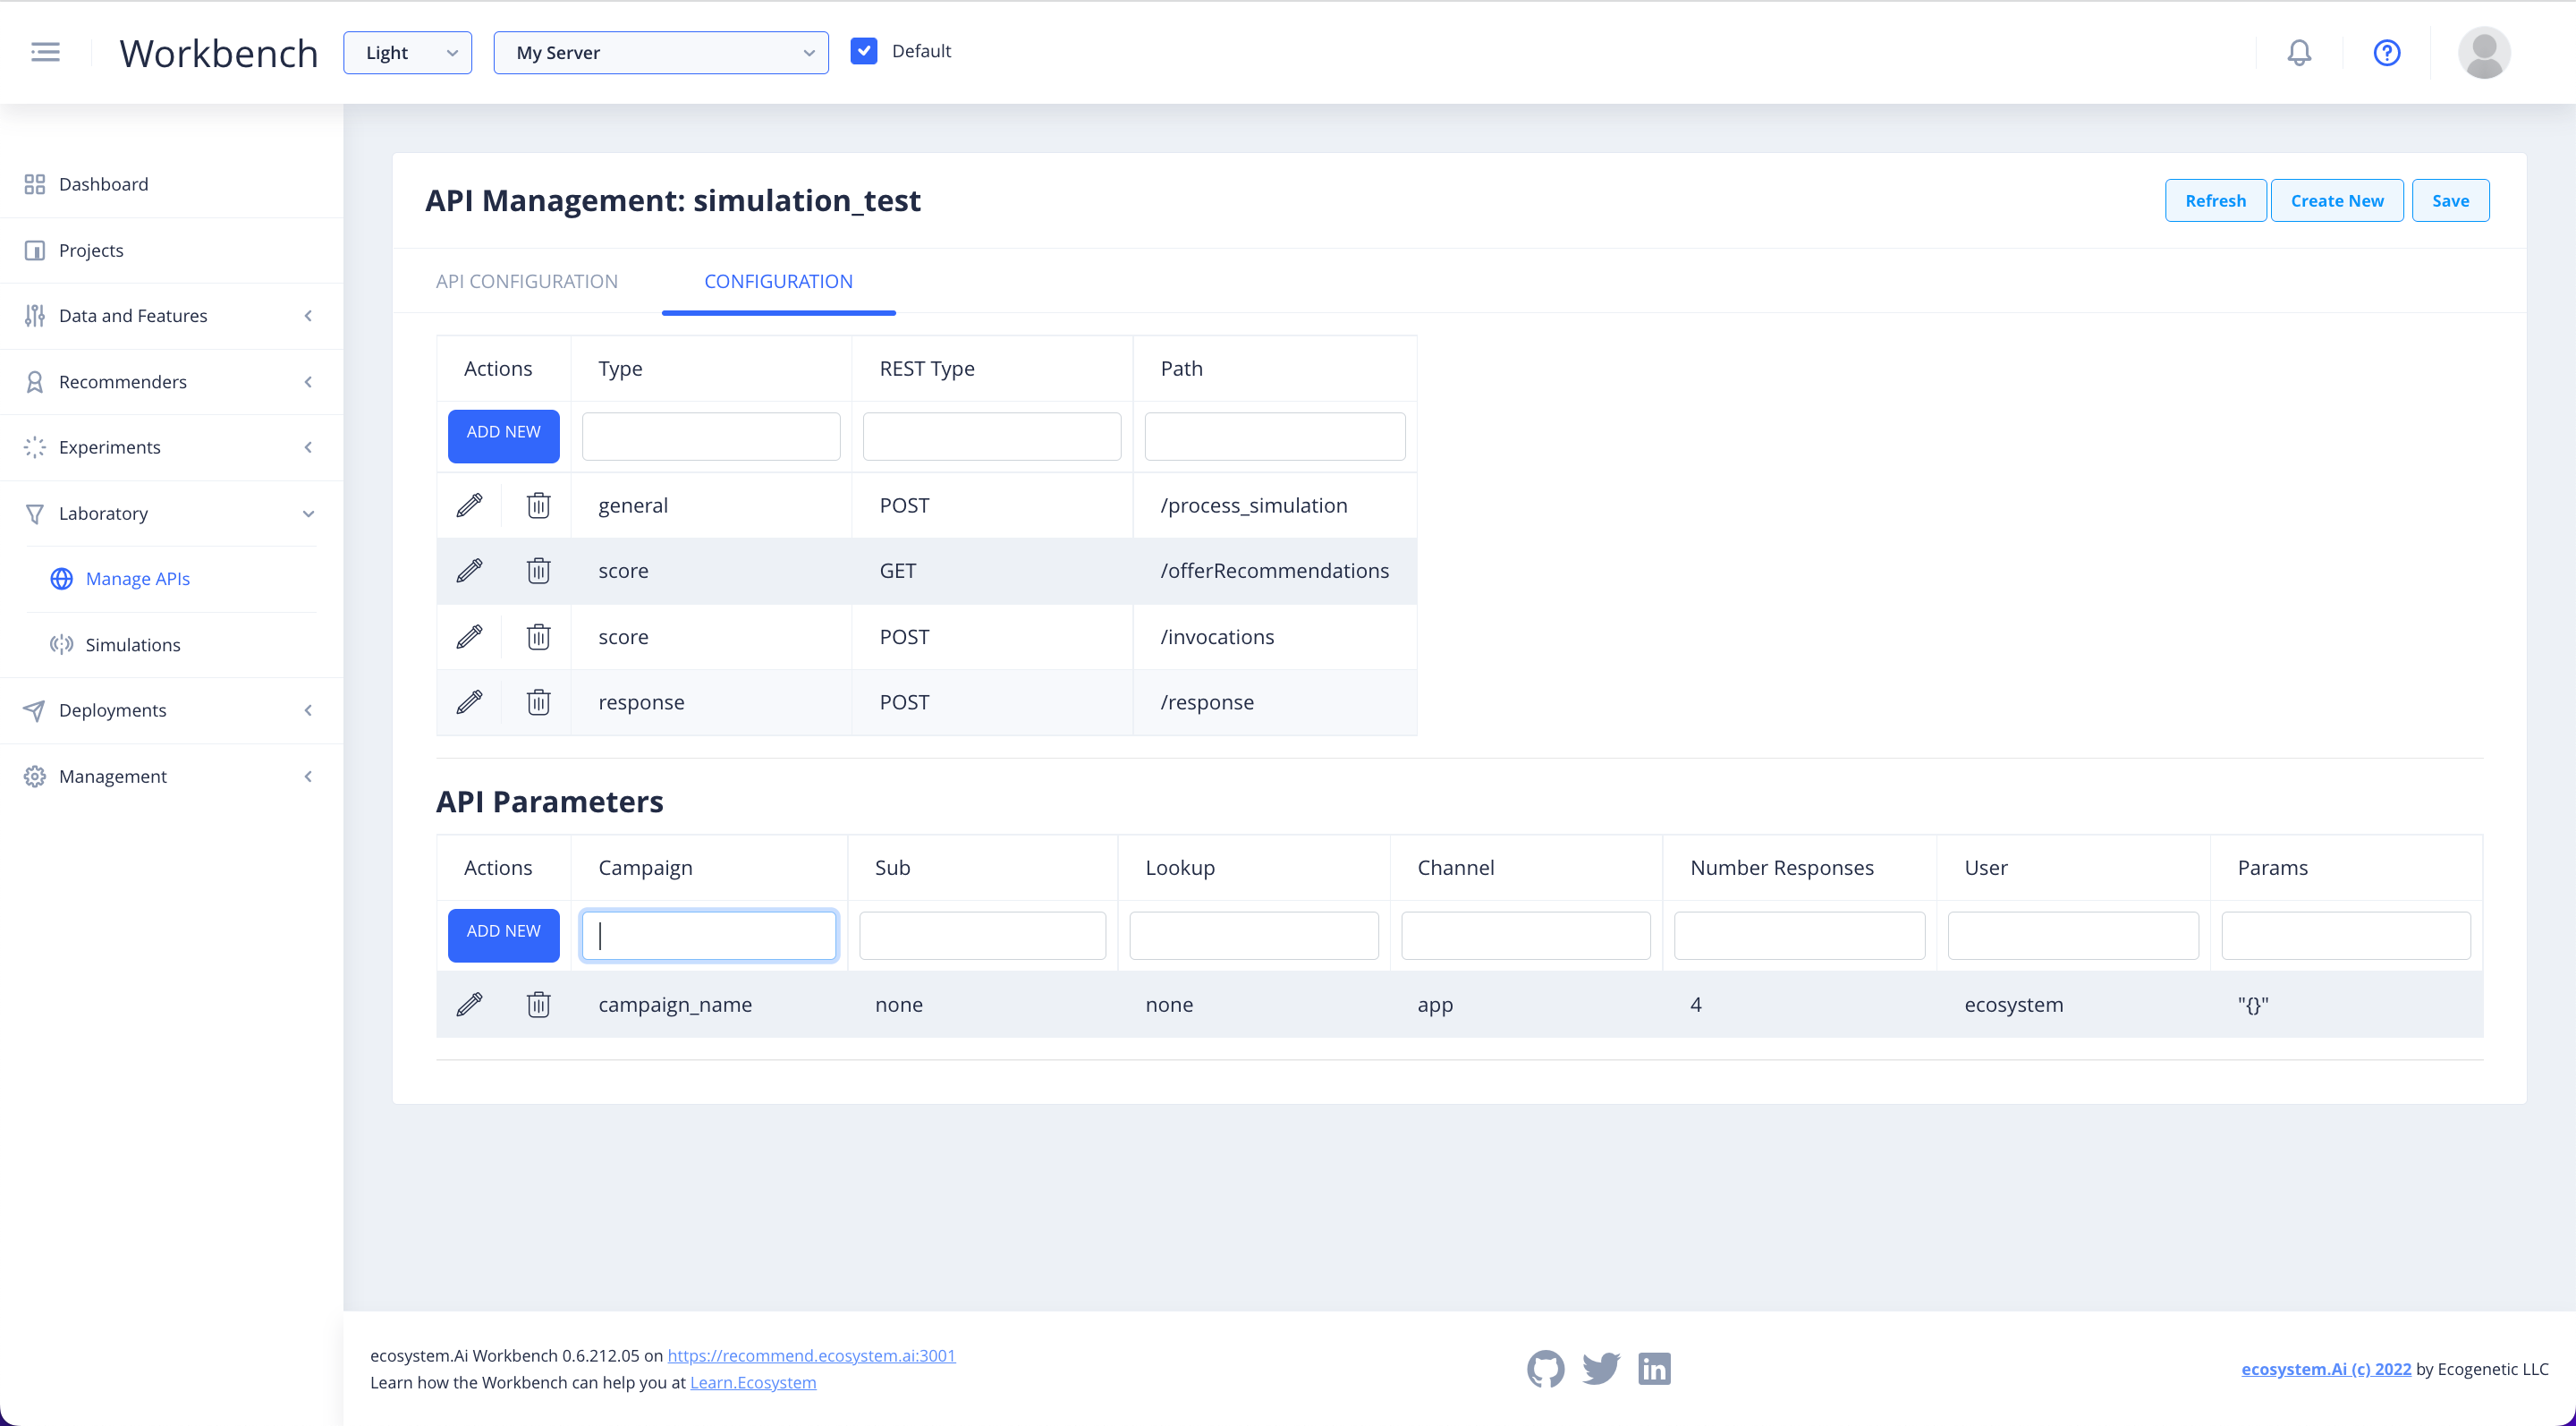 Workbench Light My Server Default
Dashboard
Projects
Data and Features
Recommenders
Experiments
Laboratory
Manage APIs
Simulations
Deployments
Management
API Management: simulation_test Refresh Create New Save
API CONFIGURATION CONFIGURATION
Actions Type REST Type Path
ADD NEW
general POST /process_simulation
score GET /offerRecommendations
score POST /invocations
response POST /response
API Parameters
Actions Campaign Sub Lookup Channel Number Responses User Params
ADD NEW
campaign_name none none app 4 ecosystem "{}"
ecosystem.Ai Workbench 0.6.212.05 on https://recommend.ecosystem.ai:3001
Learn how the Workbench can help you at Learn.Ecosystem
ecosystem.Ai (c) 2022 by Ecogenetic LLC